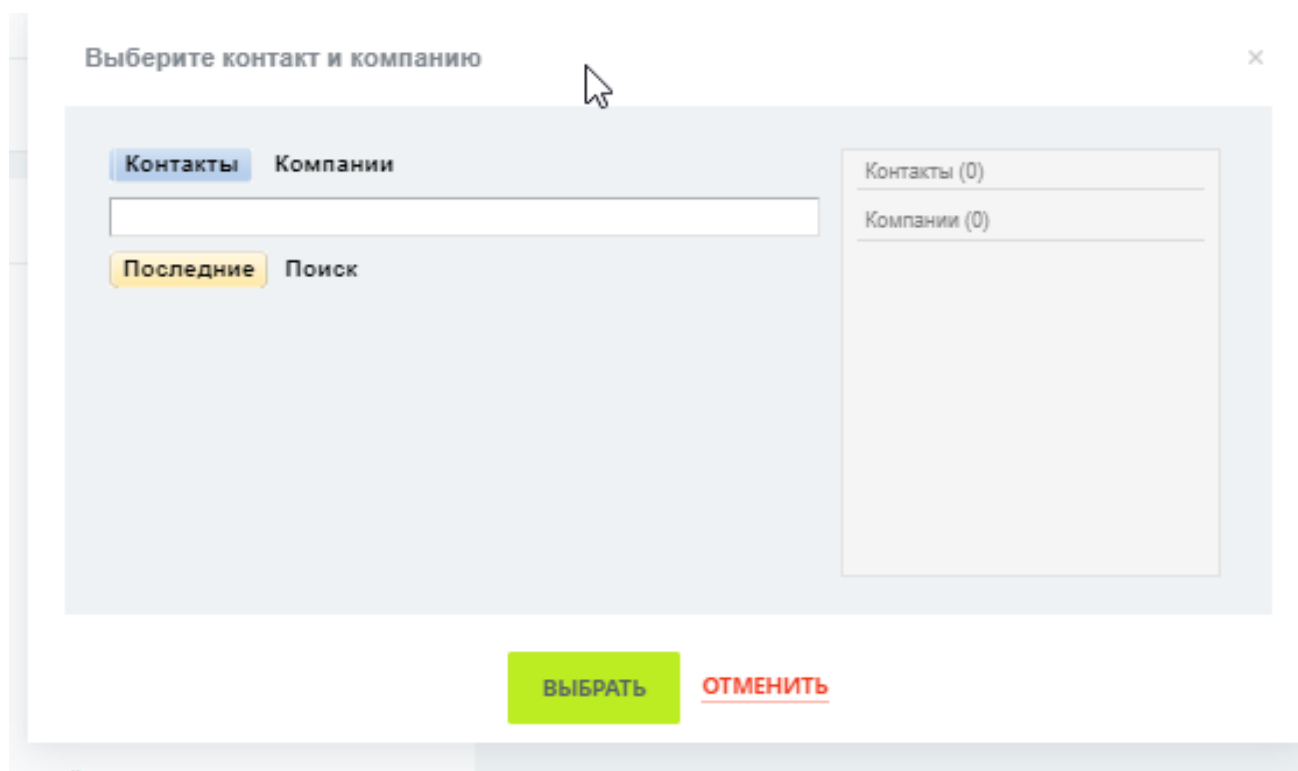 Выберите контакт и компанию
×
Контакты Компании
Последние Поиск
Контакты (0)
Компании (0)
ВЫБРАТЬ ОТМЕНИТЬ